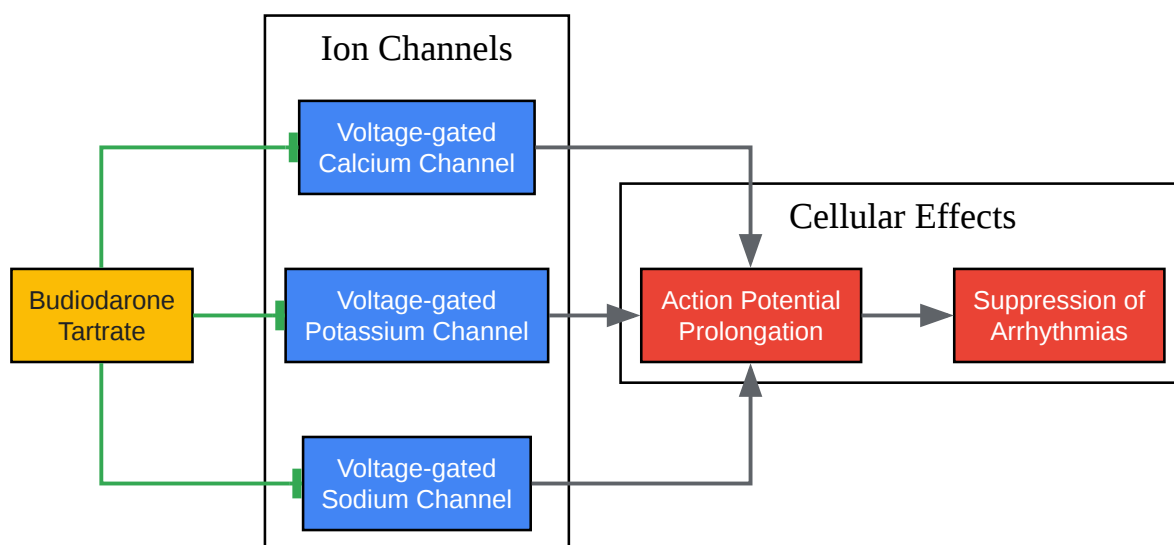 Ion Channels
Voltage-gated
Calcium Channel
Cellular Effects
Budiodarone
Tartrate
Voltage-gated
Potassium Channel
Action Potential
Prolongation
Suppression of
Arrhythmias
Voltage-gated
Sodium Channel